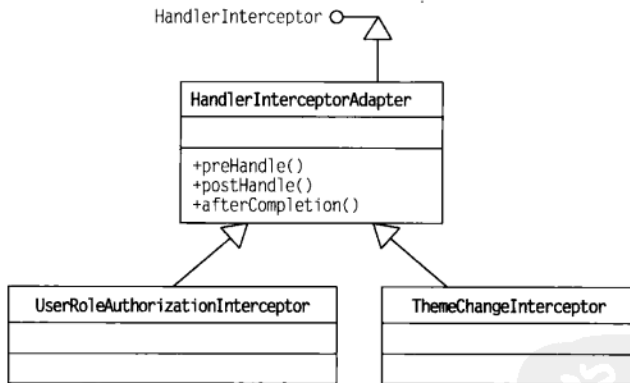 HandlerInterceptor
HandlerInterceptorAdapter
+preHandle()
+postHandle()
+afterCompletion()
UserRoleAuthorizationInterceptor
ThemeChangeInterceptor